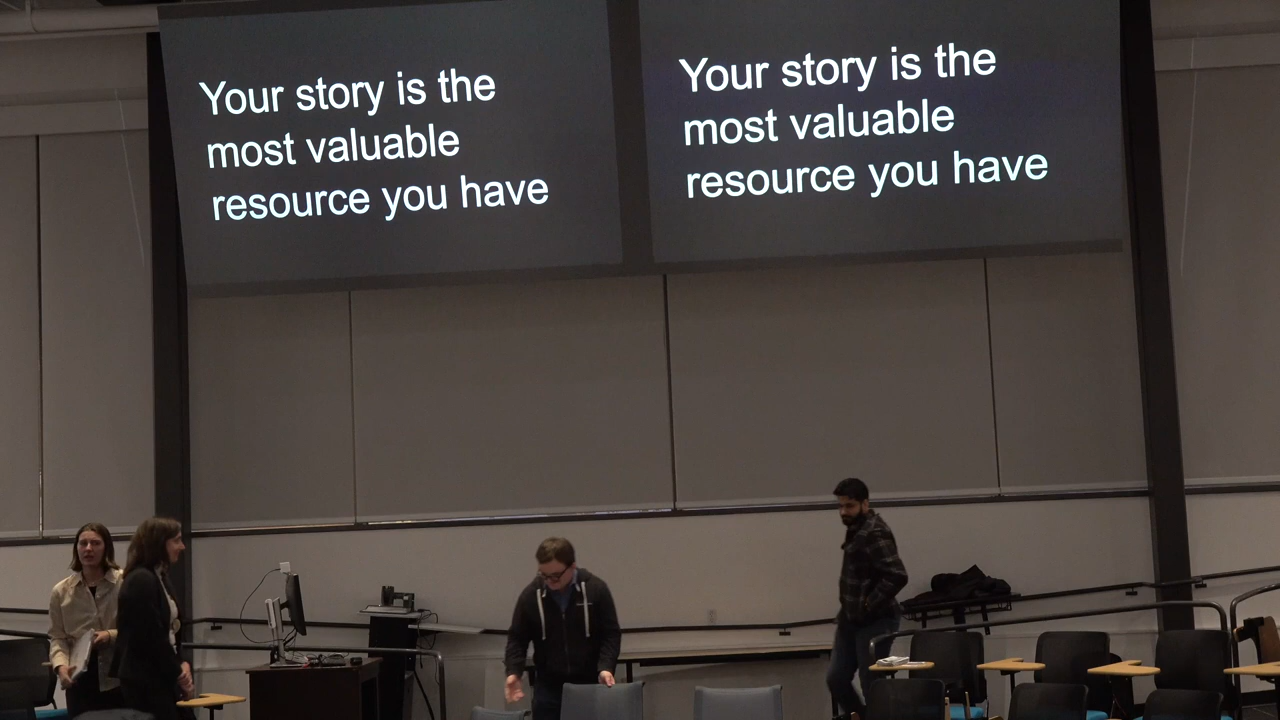 Your story is the
most valuable
resource you have
Your story is the
most valuable
resource you have